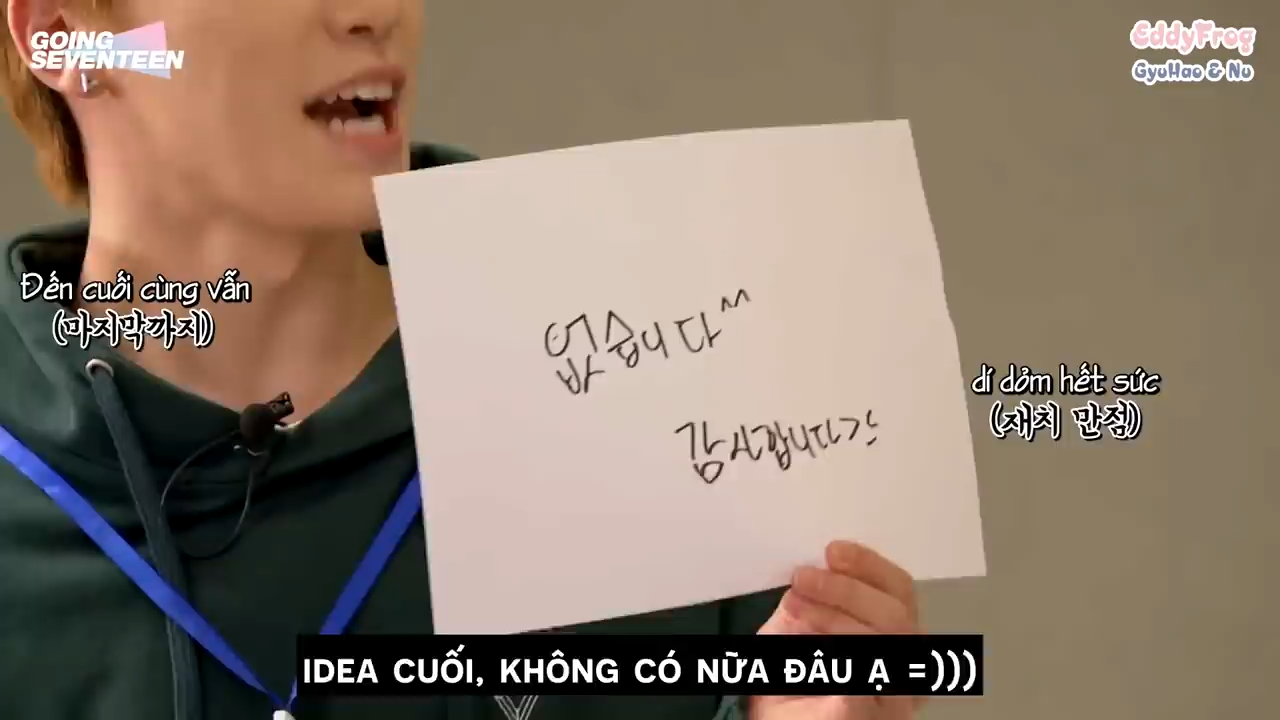 GOING
SEVENTEEN
EddyFrog
GyuHao & Nu
없습니다^^
Đến cuối cùng vẫn
(마지막까지)
dí dỏm hết sức
(재치 만점)
감사합니다
IDEA CUỐI, KHÔNG CÓ NỮA ĐÂU Ạ =)))